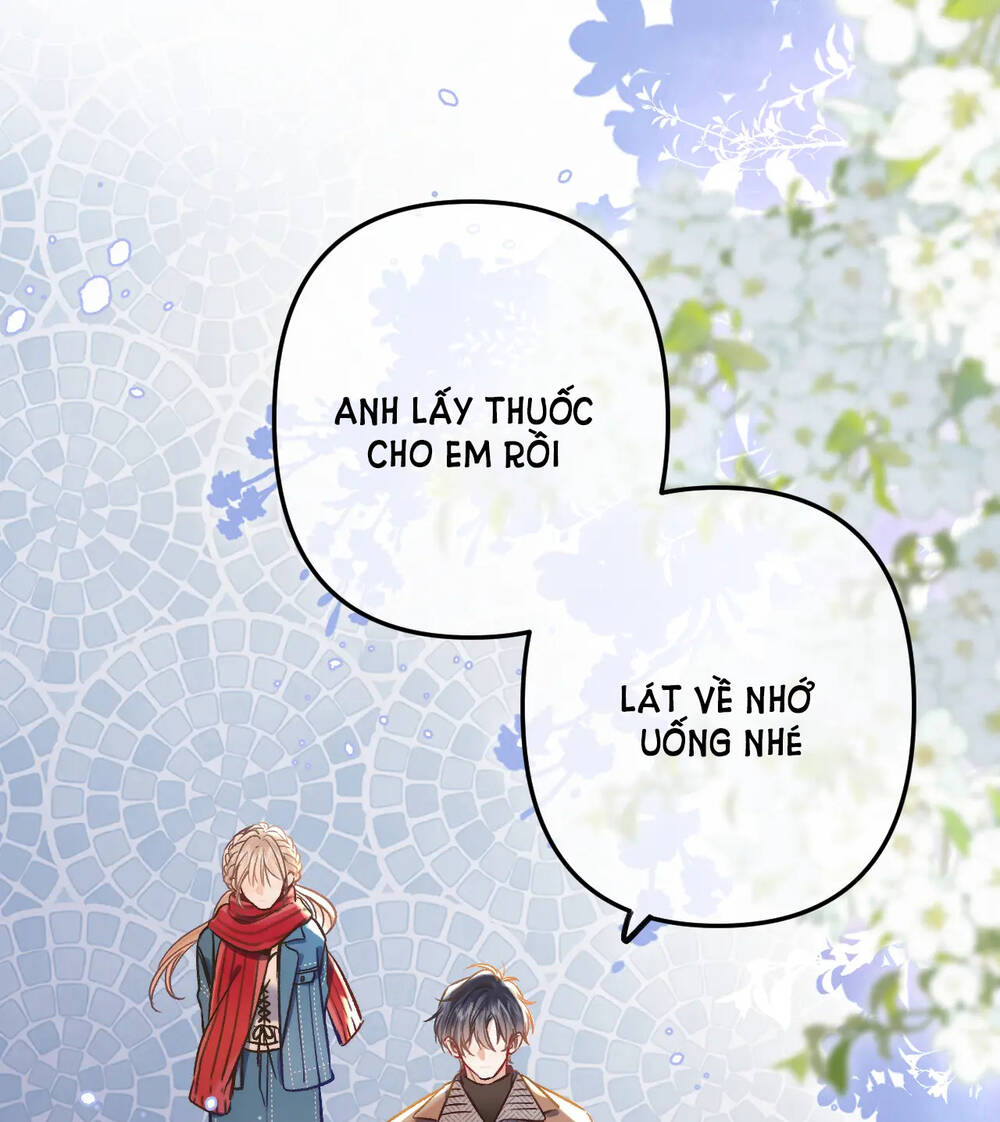 ANH LẤY THUỐC
CHO EM RỒI
LÁT VỀ NHỚ
UỐNG NHÉ